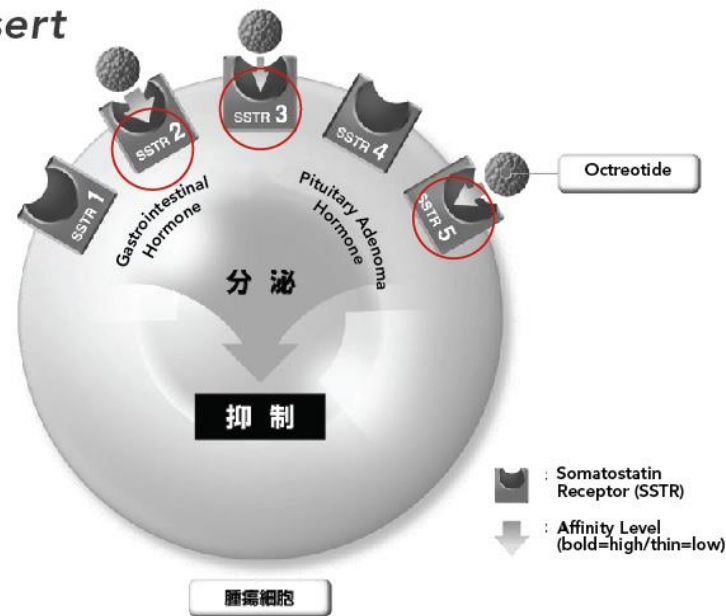 sert
SSTR 1
SSTR 2
SSTR 3
SSTR 4
SSTR 5
Octreotide
Gastrointestinal
Hormone
Pituitary Adenoma
Hormone
分泌
抑制
: Somatostatin
Receptor (SSTR)
: Affinity Level
(bold=high/thin=low)
腫瘍細胞